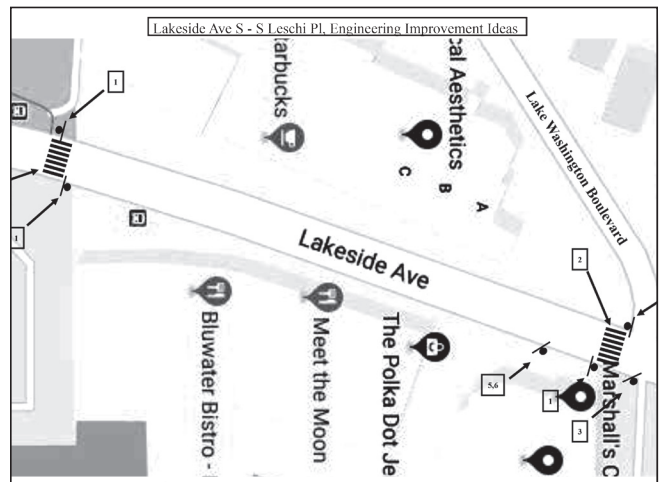 Lakeside Ave S - S Leschi Pl, Engineering Improvement Ideas
1
tarbucks
cal Aesthetics
Lake Washington Boulevard
C
B
A
1
Lakeside Ave
2
Bluwater Bistro -
Meet the Moon
The Polka Dot Je
5,6
1
Marshall's C
3